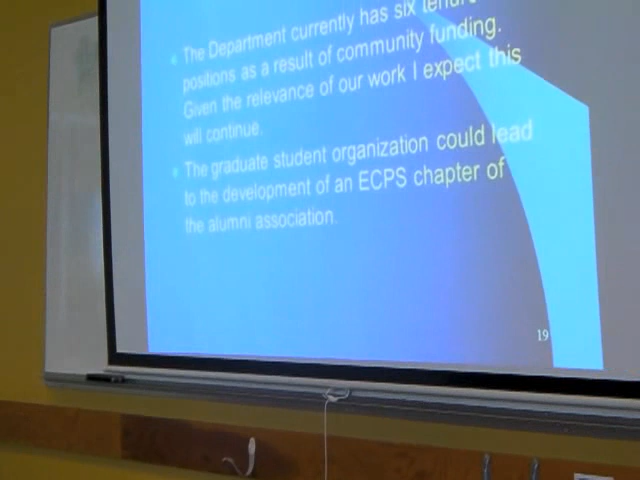 The Department currently has six tenure
positions as a result of community funding.
Given the relevance of our work I expect this
will continue.
The graduate student organization could lead
to the development of an ECPS chapter of
the alumni association.
19